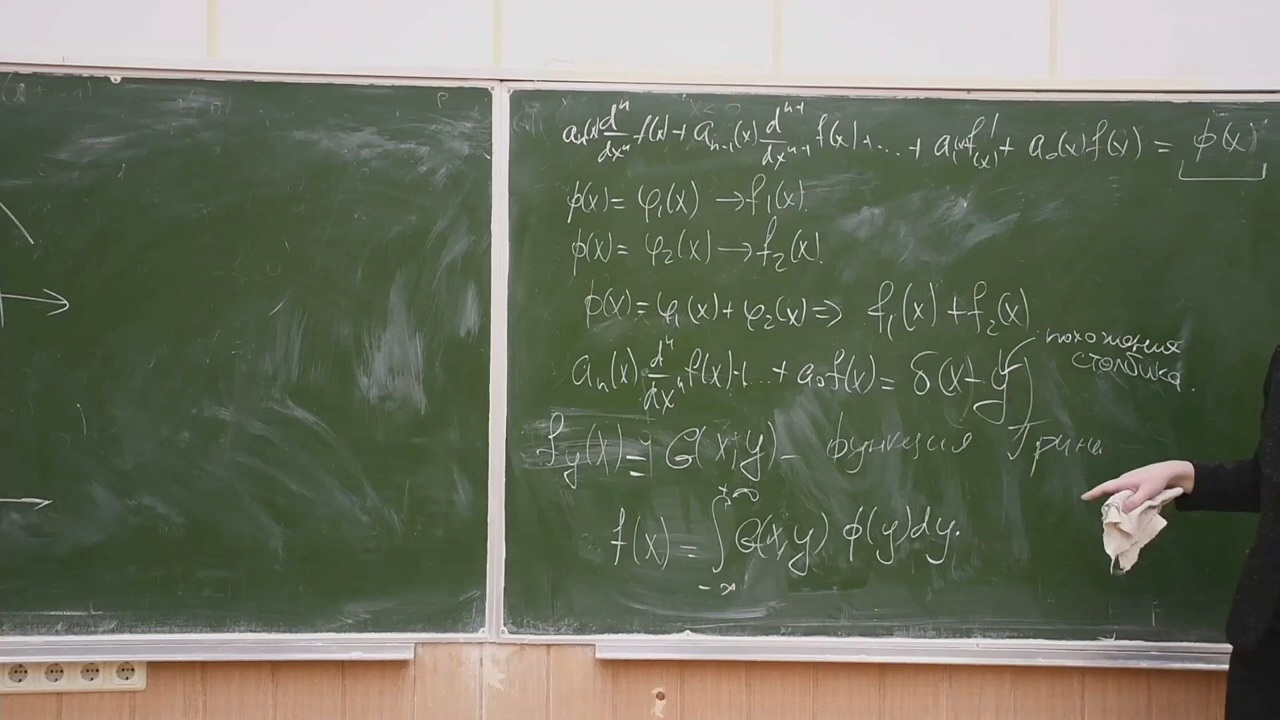 aₙ(x) dⁿ/dxⁿ f(x) + aₙ₋₁(x) dⁿ⁻¹/dxⁿ⁻¹ f(x) + ... + a₁(x)f'(x) + a₀(x)f(x) = ϕ(x)
ϕ(x) = φ₁(x) → f₁(x)
ϕ(x) = φ₂(x) → f₂(x)
ϕ(x) = φ₁(x) + φ₂(x) ⇒ f₁(x) + f₂(x)
положения
столбика.
aₙ(x) dⁿ/dxⁿ f(x) + ... + a₀f(x) = δ(x-y)
f_y(x) = G(x;y) - функция Грина
f(x) = ∫₋∞⁺∞ G(x,y) ϕ(y)dy.